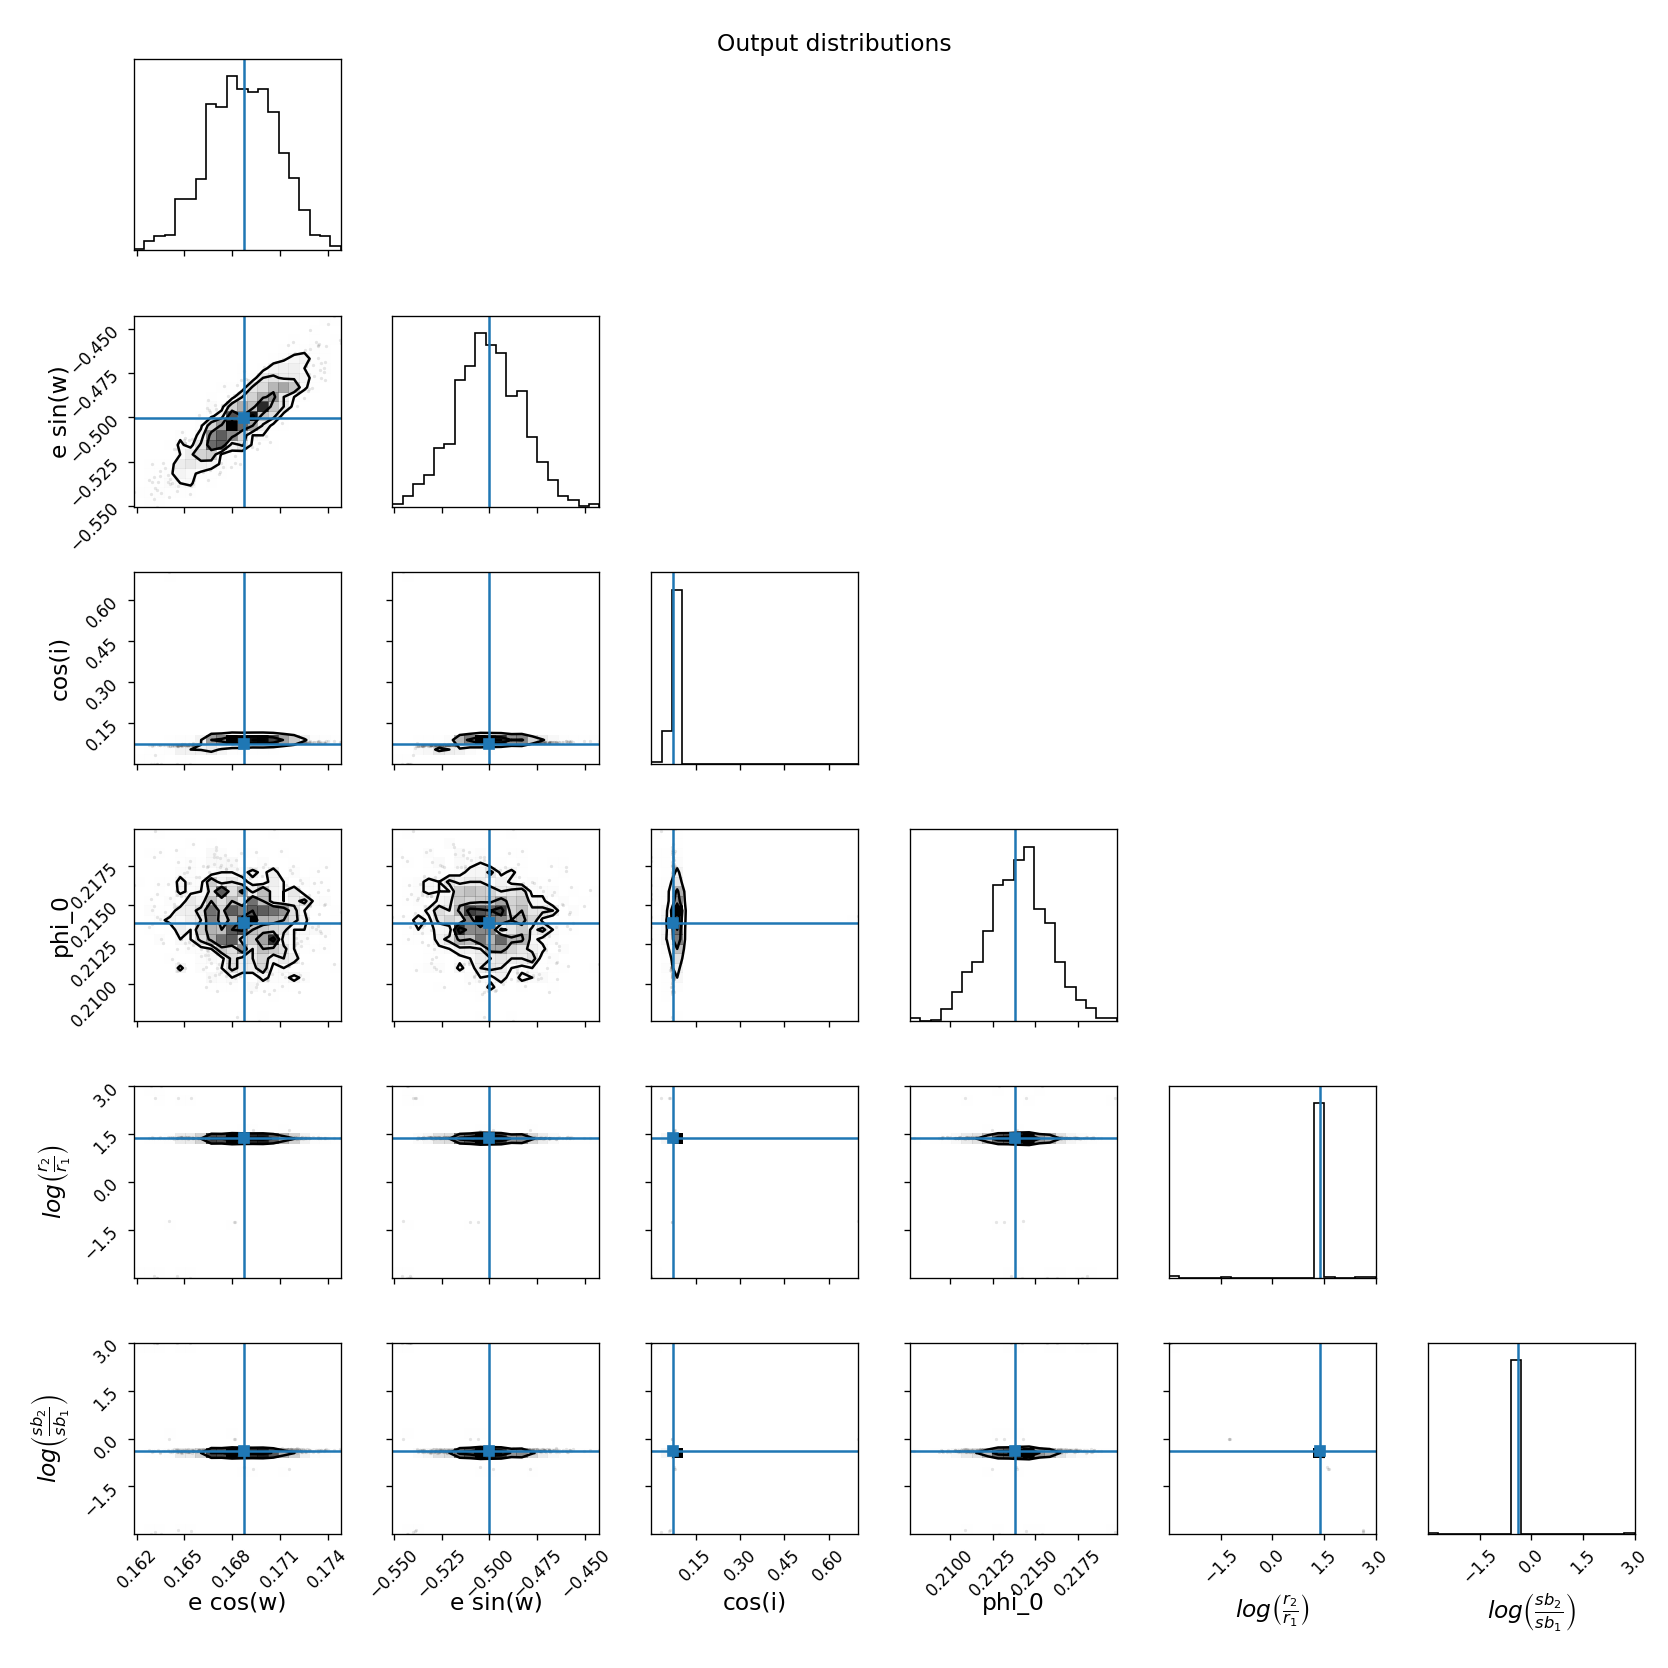 Output distributions
e sin(w)
−0.450
−0.475
−0.500
−0.525
−0.550
cos(i)
0.60
0.45
0.30
0.15
phi_0
0.2175
0.2150
0.2125
0.2100
log(r₂/r₁)
3.0
1.5
0.0
−1.5
log(sb₂/sb₁)
3.0
1.5
0.0
−1.5
0.162 0.165 0.168 0.171 0.174
−0.550 −0.525 −0.500 −0.475 −0.450
0.15 0.30 0.45 0.60
0.2100 0.2125 0.2150 0.2175
−1.5 0.0 1.5 3.0
−1.5 0.0 1.5 3.0
e cos(w) e sin(w) cos(i) phi_0 log(r₂/r₁) log(sb₂/sb₁)